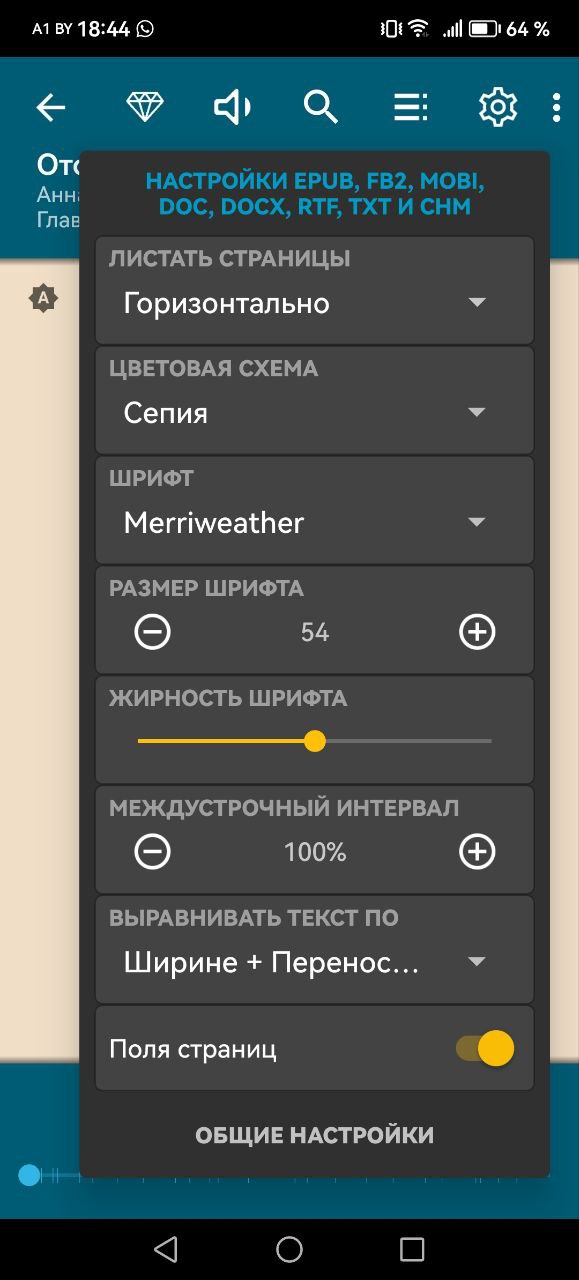 A1 BY 18:44 64 %
Анна
Глав
A
НАСТРОЙКИ EPUB, FB2, MOBI,
DOC, DOCX, RTF, TXT И CHM
ЛИСТАТЬ СТРАНИЦЫ
Горизонтально
ЦВЕТОВАЯ СХЕМА
Сепия
ШРИФТ
Merriweather
РАЗМЕР ШРИФТА
54
ЖИРНОСТЬ ШРИФТА
МЕЖДУСТРОЧНЫЙ ИНТЕРВАЛ
100%
ВЫРАВНИВАТЬ ТЕКСТ ПО
Ширине + Перенос...
Поля страниц
ОБЩИЕ НАСТРОЙКИ